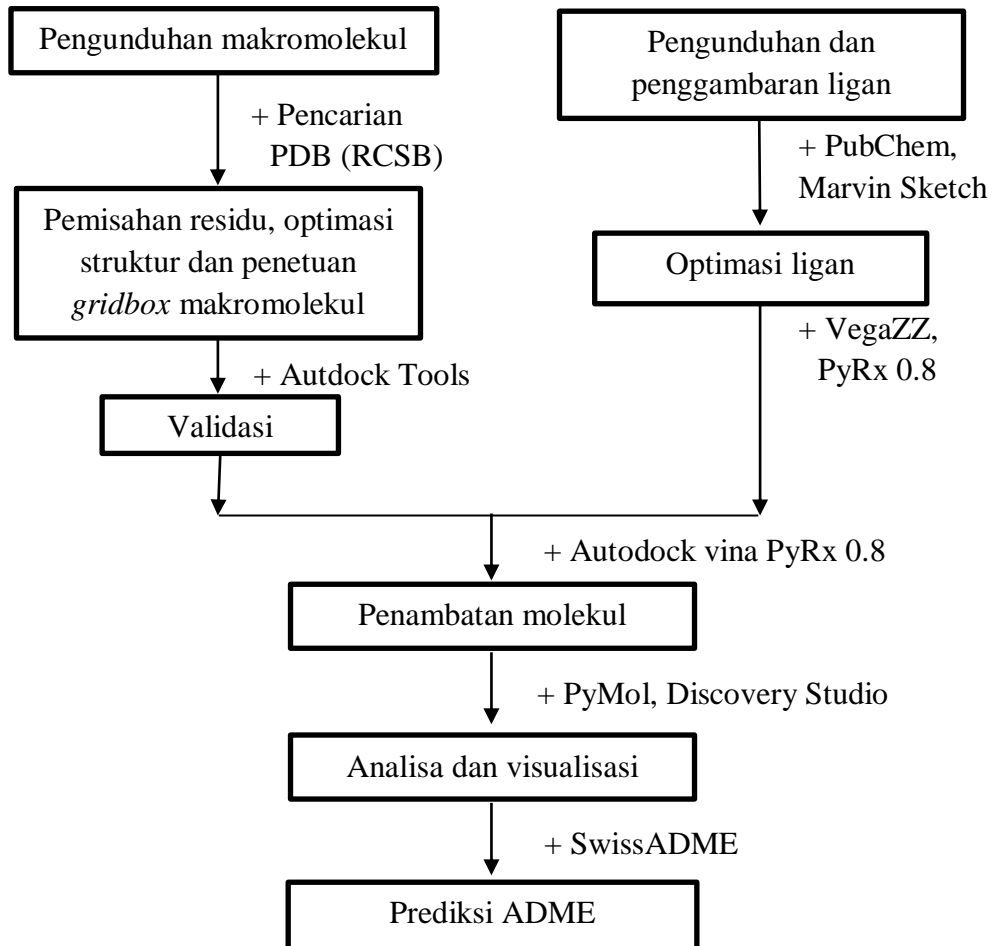 Pengunduhan makromolekul
+ Pencarian
PDB (RCSB)
Pemisahan residu, optimasi
struktur dan penetuan
gridbox makromolekul
+ Autdock Tools
Validasi
Pengunduhan dan
penggambaran ligan
+ PubChem,
Marvin Sketch
Optimasi ligan
+ VegaZZ,
PyRx 0.8
+ Autodock vina PyRx 0.8
Penambatan molekul
+ PyMol, Discovery Studio
Analisa dan visualisasi
+ SwissADME
Prediksi ADME